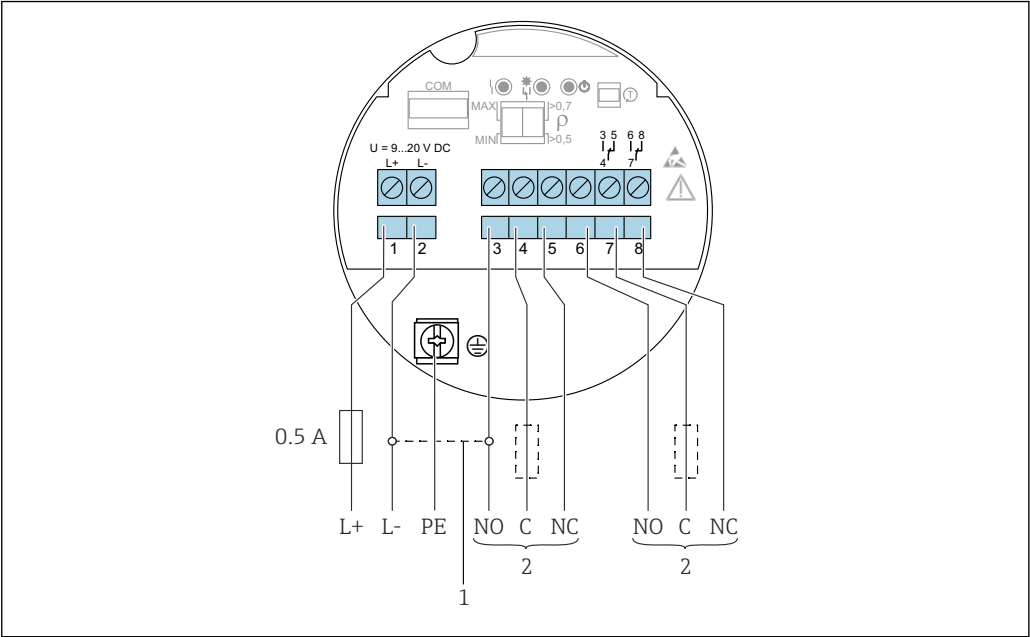 COM
MAX >0,7
ρ
MIN >0,5
3 5 6 8
4 7
U = 9...20 V DC
L+ L-
1 2 3 4 5 6 7 8
0.5 A
L+ L- PE NO C NC NO C NC
2 2
1